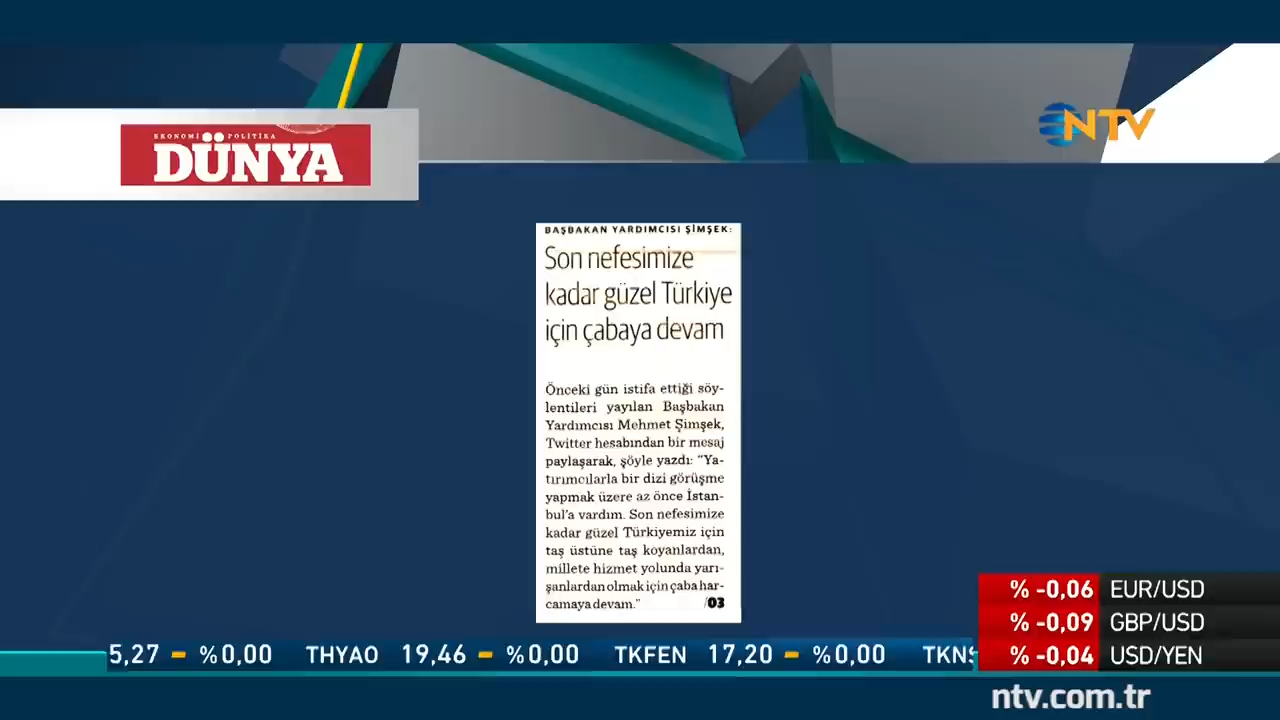 EKONOMİ POLİTİKA
DÜNYA
NTV
BAŞBAKAN YARDIMCISI ŞİMŞEK:
Son nefesimize
kadar güzel Türkiye
için çabaya devam
Önceki gün istifa ettiği söy-
lentileri yayılan Başbakan
Yardımcısı Mehmet Şimşek,
Twitter hesabından bir mesaj
paylaşarak, şöyle yazdı: "Ya-
tırımcılarla bir dizi görüşme
yapmak üzere az önce İstan-
bul'a vardım. Son nefesimize
kadar güzel Türkiyemiz için
taş üstüne taş koyanlardan,
millete hizmet yolunda yarı-
şanlardan olmak için çaba har-
camaya devam."
/03
% -0,06 EUR/USD
% -0,09 GBP/USD
% -0,04 USD/YEN
5,27 - %0,00 THYAO 19,46 - %0,00 TKFEN 17,20 - %0,00
ntv.com.tr